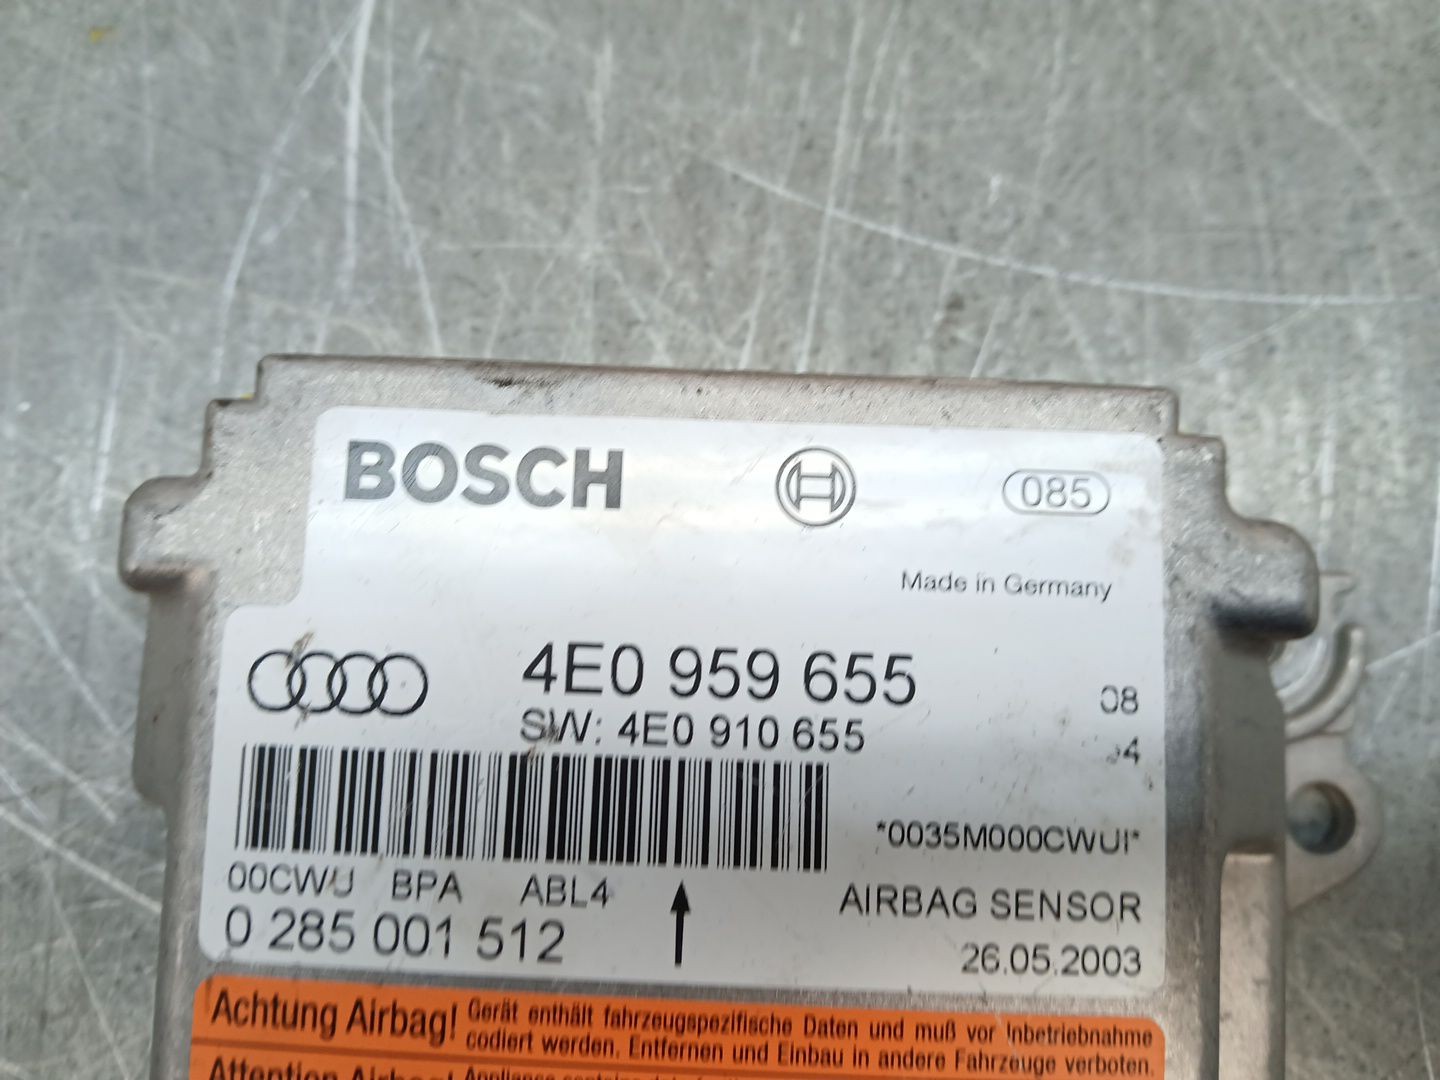 BOSCH
085
Made in Germany
4E0 959 655
08
SW: 4E0 910 655
*0035M000CWUI*
00CWU BPA ABL4
AIRBAG SENSOR
0 285 001 512
26.05.2003
Achtung Airbag! Gerät enthält fahrzeugspezifische Daten und muß vor Inbetriebnahme
codiert werden. Entfernen und Einbau in andere Fahrzeuge verboten.
Attention Airbag!